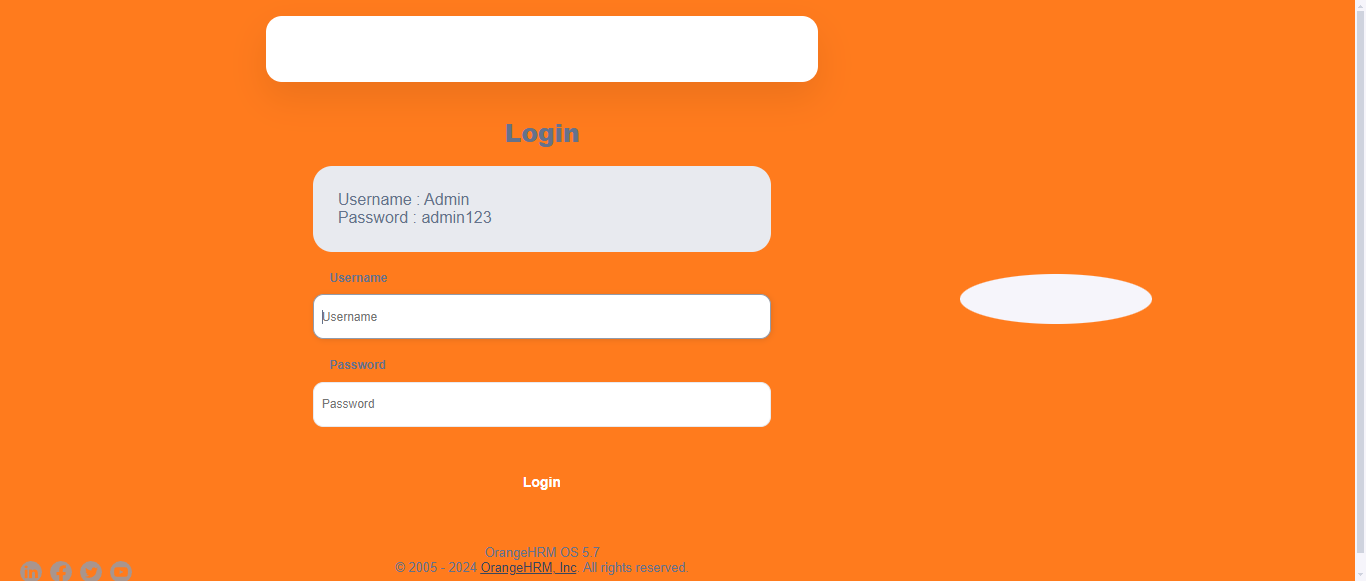 Login
Username : Admin
Password : admin123
Username
Username
Password
Password
Login
OrangeHRM OS 5.7
© 2005 - 2024 OrangeHRM, Inc. All rights reserved.